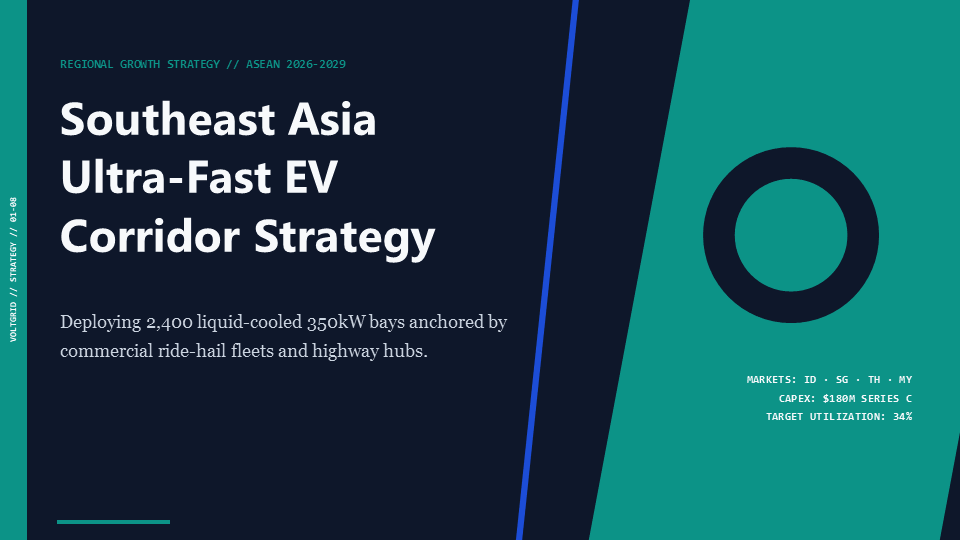 REGIONAL GROWTH STRATEGY // ASEAN 2026-2029
Southeast Asia
Ultra-Fast EV
Corridor Strategy
Deploying 2,400 liquid-cooled 350kW bays anchored by
commercial ride-hail fleets and highway hubs.
VOLTGRID // STRATEGY // 01-08
MARKETS: ID · SG · TH · MY
CAPEX: $180M SERIES C
TARGET UTILIZATION: 34%